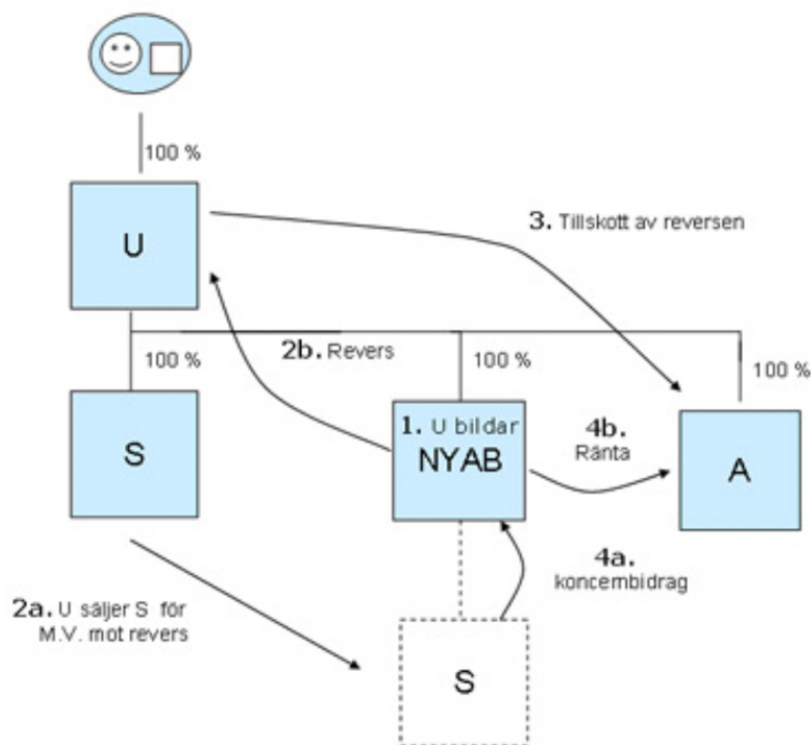 100 %
U
3. Tillskott av reversen
2b. Revers
100 %
100 %
100 %
S
1. U bildar
NYAB
4b.
Ränta
A
4a.
koncembidrag
2a. U säljer S för
M.V. mot revers
S